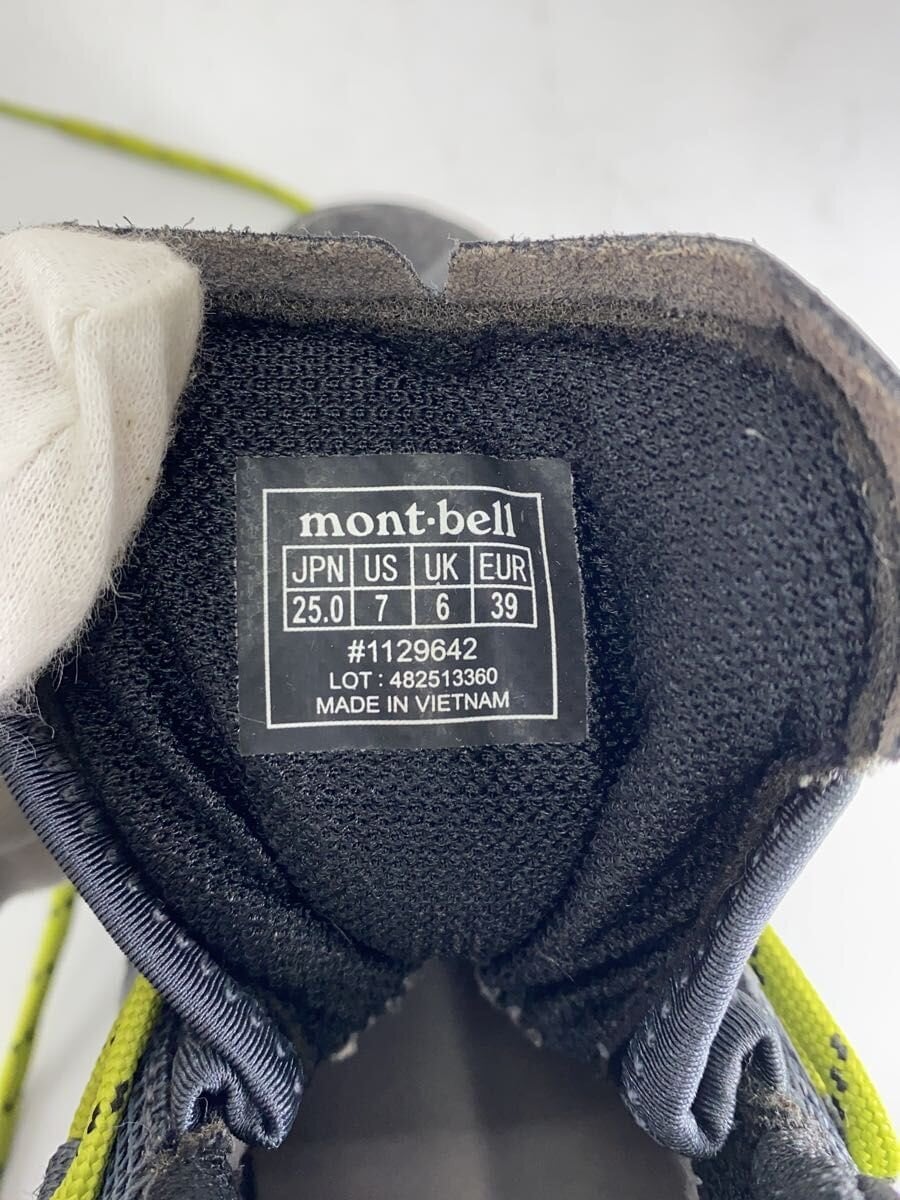 mont·bell
JPN US UK EUR
25.0 7 6 39
#1129642
LOT : 482513360
MADE IN VIETNAM